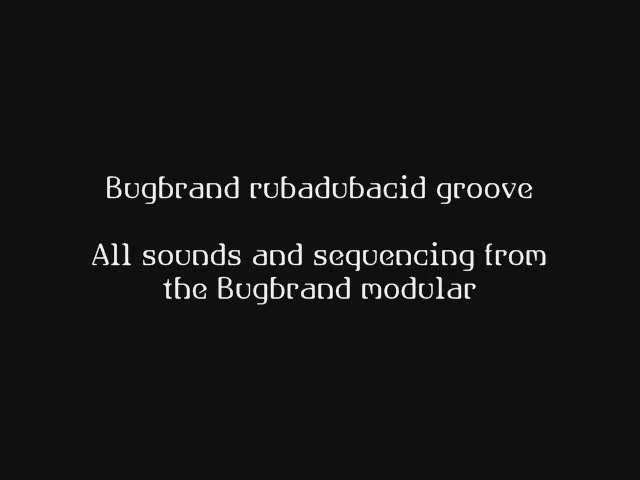 Bugbrand rubadubacid groove
All sounds and sequencing from
the Bugbrand modular